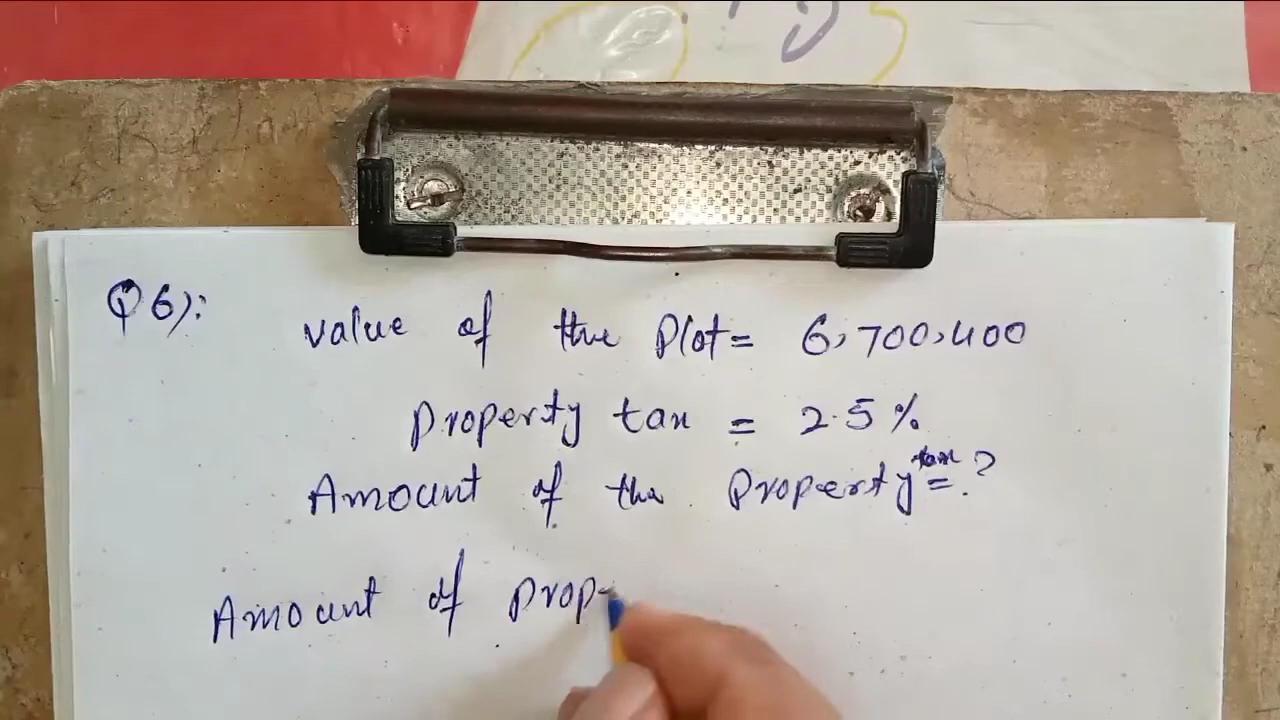 Q6):
value of the Plot = 6,700,400
Property tax = 2.5%
Amount of the Property tax = ?
Amount of prop